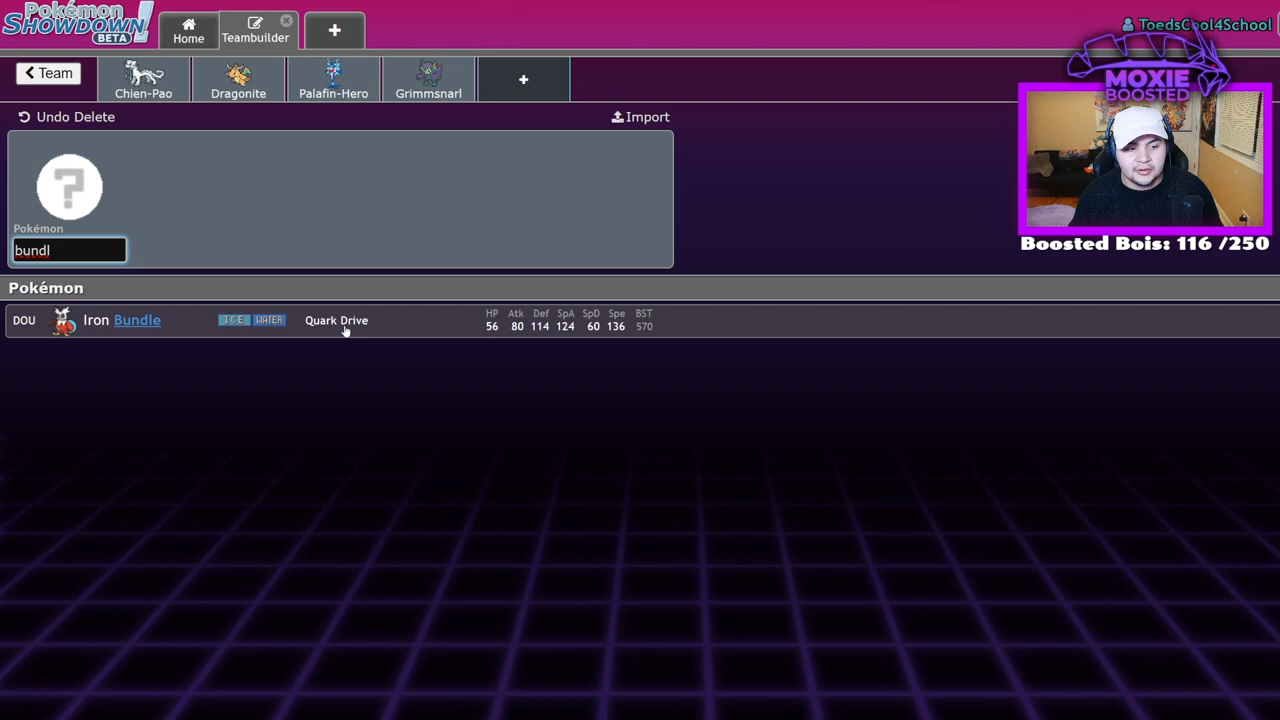 Pokémon
SHOWDOWN!
BETA
Home
Teambuilder
+
ToedsCool4School
Team
Chien-Pao
Dragonite
Palafin-Hero
Grimmsnarl
+
MOXIE
BOOSTED
Undo Delete
Import
?
Pokémon
bundl
Boosted Bois: 116 /250
Pokémon
DOU Iron Bundle ICE WATER Quark Drive
HP Atk Def SpA SpD Spe BST
56 80 114 124 60 136 570